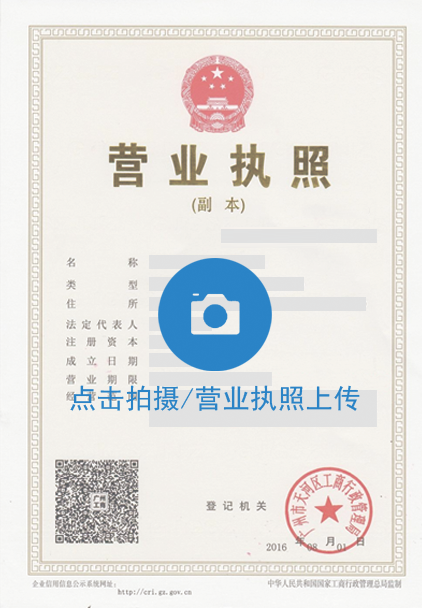 营业执照
(副 本)
名称
类型
住所
法定代表人
注册资本
成立日期
营业期限
点击拍摄/营业执照上传
广州
工商
登记机关
广州市天河区工商行政管理局
2016 年 08 月 01 日
企业信用信息公示系统网址:
http://cri.gz.gov.cn
中华人民共和国国家工商行政管理总局监制